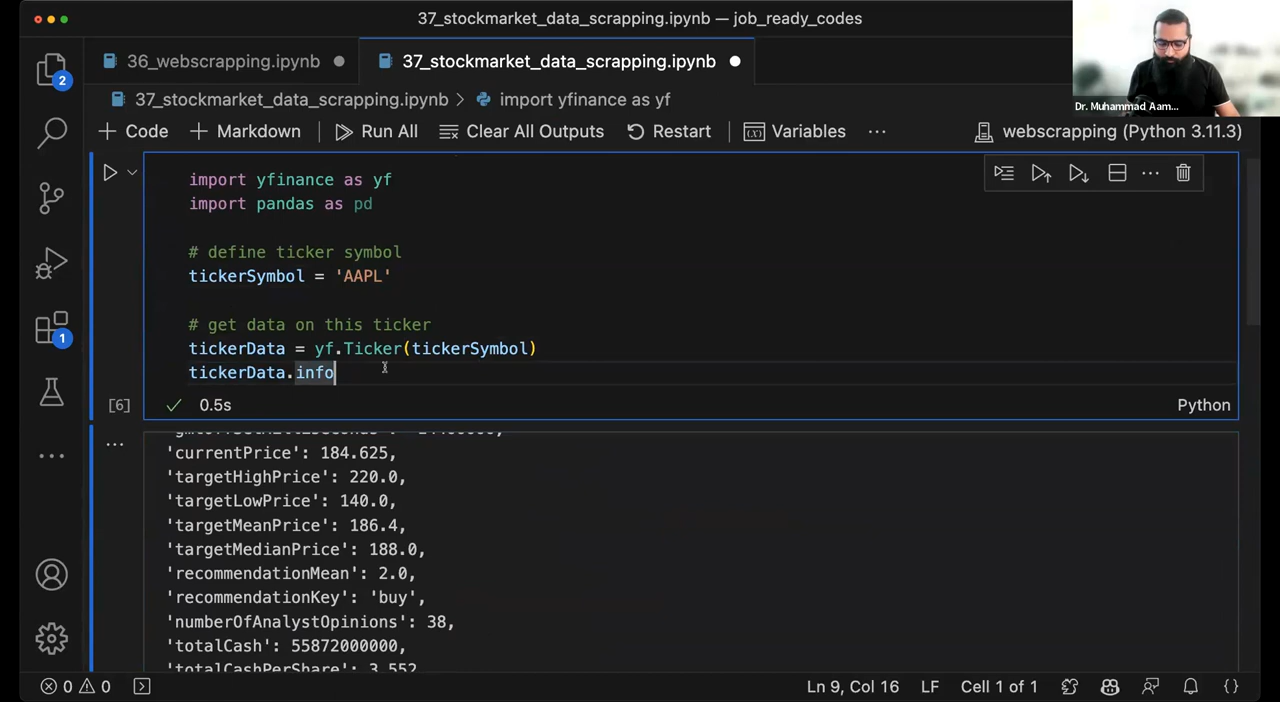 37_stockmarket_data_scrapping.ipynb — job_ready_codes
36_webscrapping.ipynb
37_stockmarket_data_scrapping.ipynb
2
37_stockmarket_data_scrapping.ipynb > import yfinance as yf
Dr. Muhammad Aam...
+ Code + Markdown Run All Clear All Outputs Restart Variables ... webscrapping (Python 3.11.3)
import yfinance as yf
import pandas as pd
# define ticker symbol
tickerSymbol = 'AAPL'
# get data on this ticker
tickerData = yf.Ticker(tickerSymbol)
tickerData.info
1
[6] 0.5s Python
'currentPrice': 184.625,
'targetHighPrice': 220.0,
'targetLowPrice': 140.0,
'targetMeanPrice': 186.4,
'targetMedianPrice': 188.0,
'recommendationMean': 2.0,
'recommendationKey': 'buy',
'numberOfAnalystOpinions': 38,
'totalCash': 55872000000,
'totalCashPerShare': 3.552,
0 0 Ln 9, Col 16 LF Cell 1 of 1